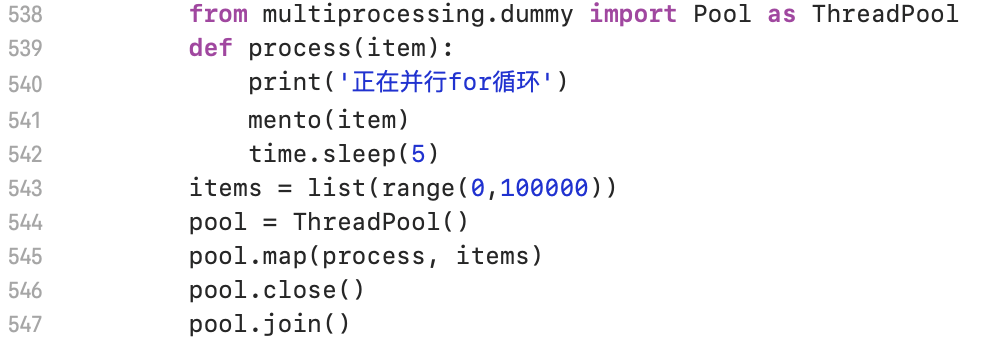 538 from multiprocessing.dummy import Pool as ThreadPool
539 def process(item):
540 print('正在并行for循环')
541 mento(item)
542 time.sleep(5)
543 items = list(range(0,100000))
544 pool = ThreadPool()
545 pool.map(process, items)
546 pool.close()
547 pool.join()